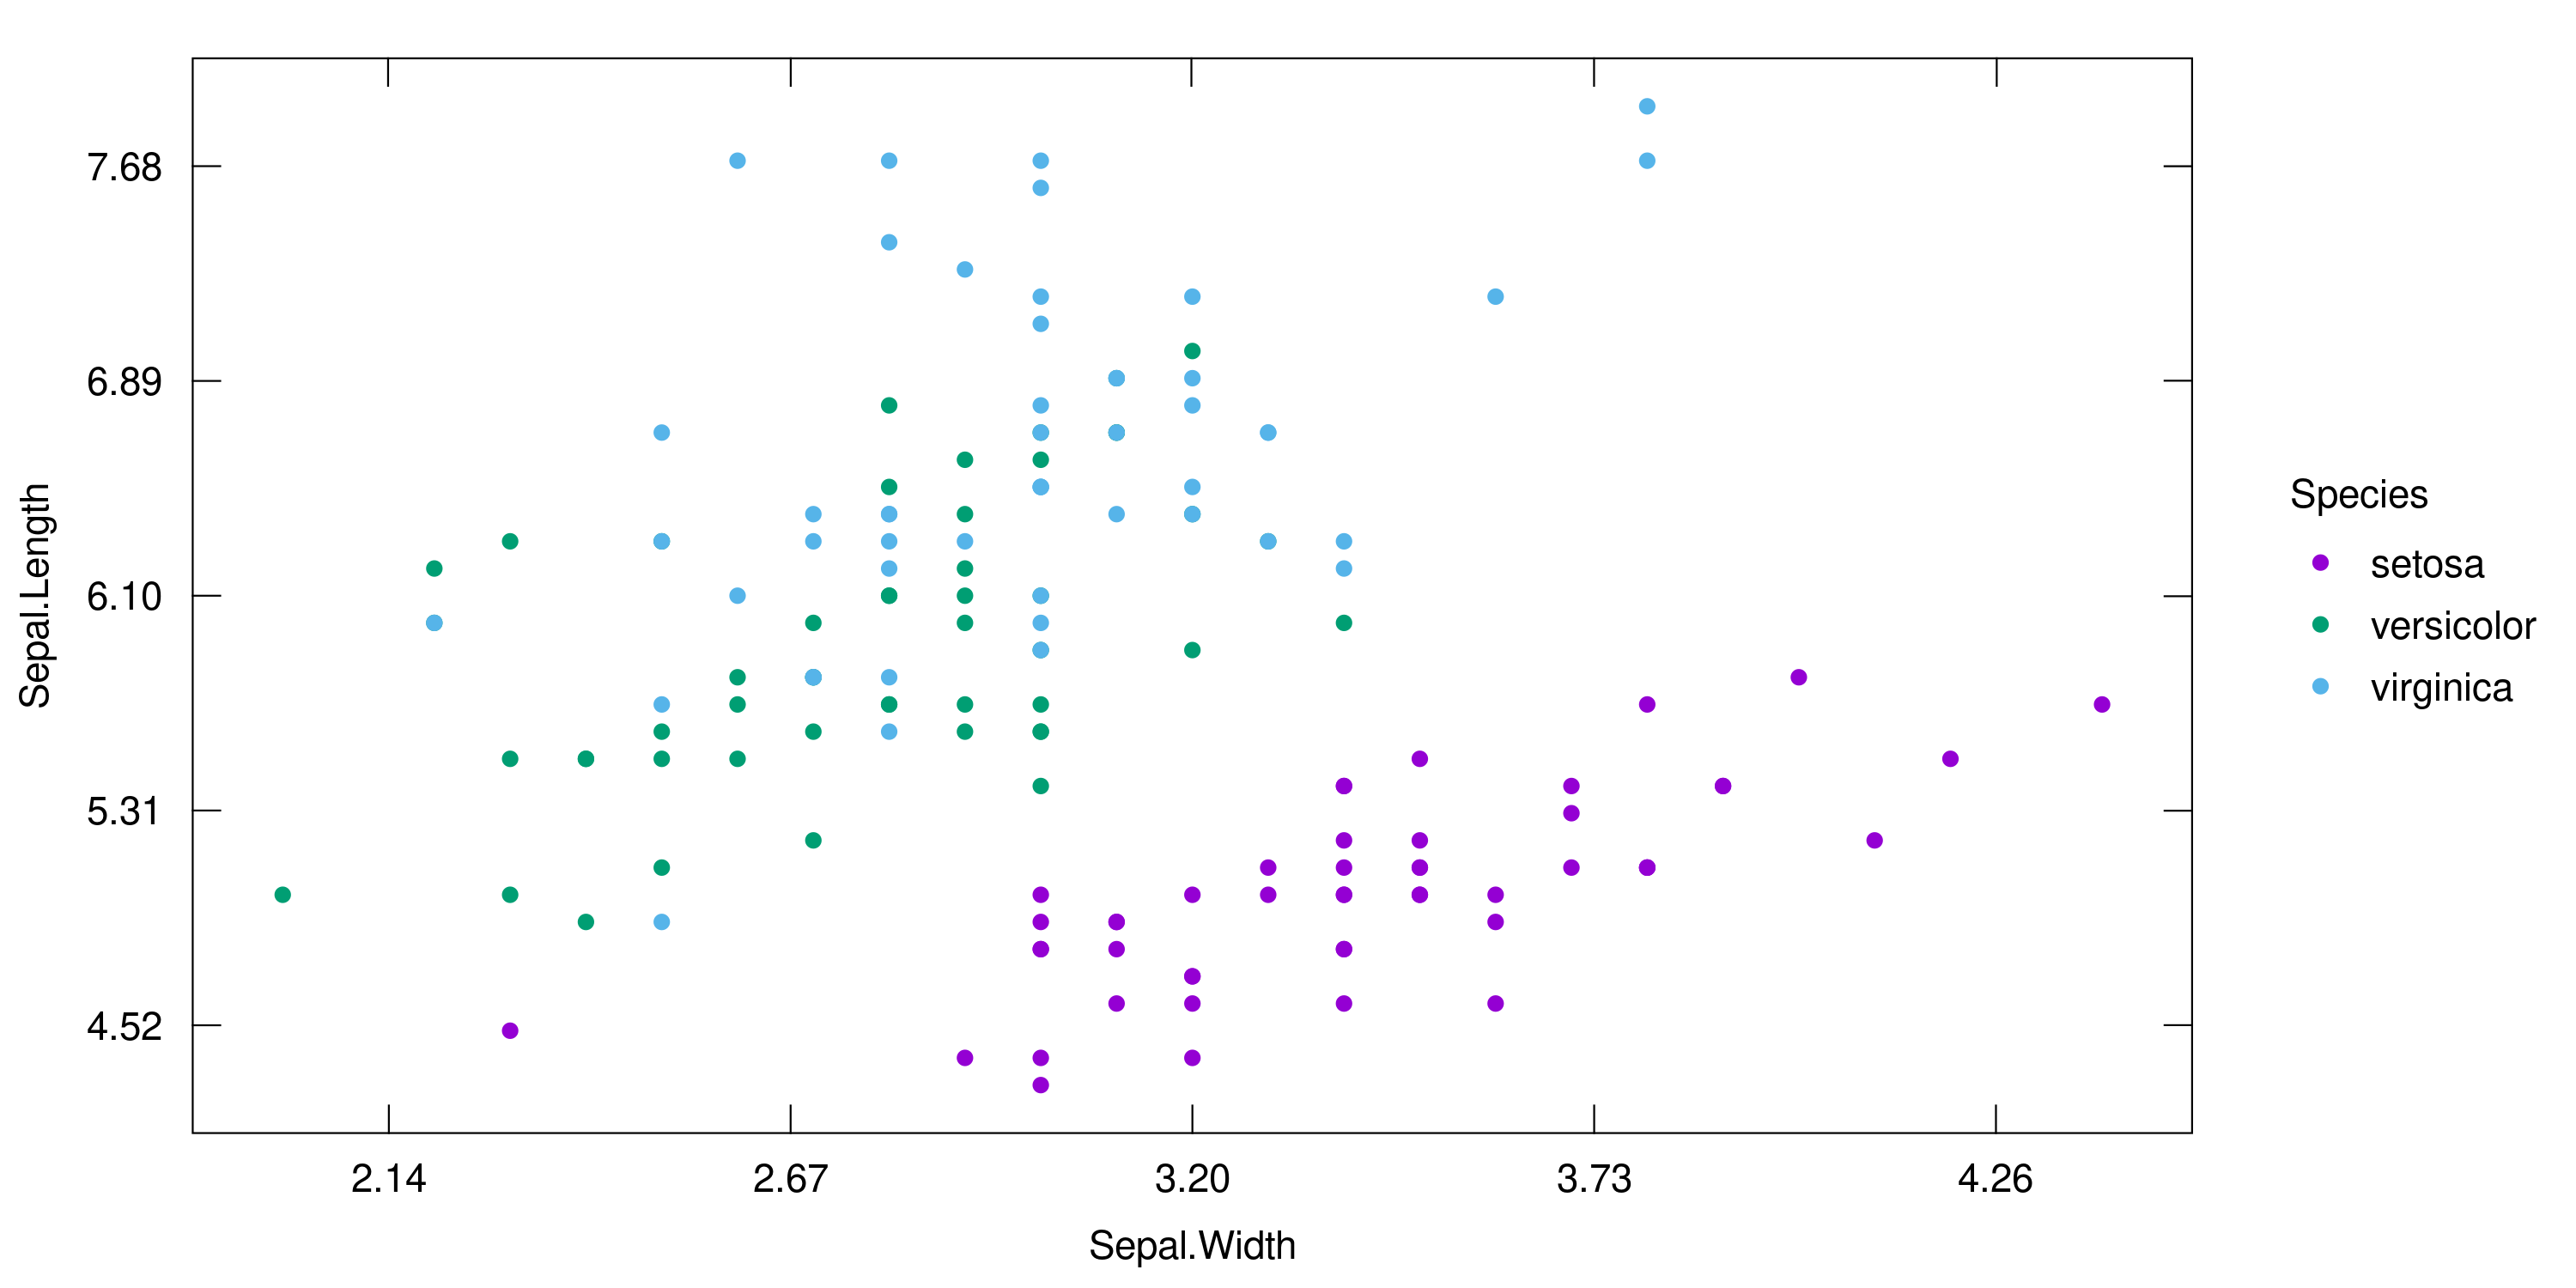 7.68
6.89
6.10
5.31
4.52
Sepal.Length
2.14 2.67 3.20 3.73 4.26
Sepal.Width
Species
setosa
versicolor
virginica